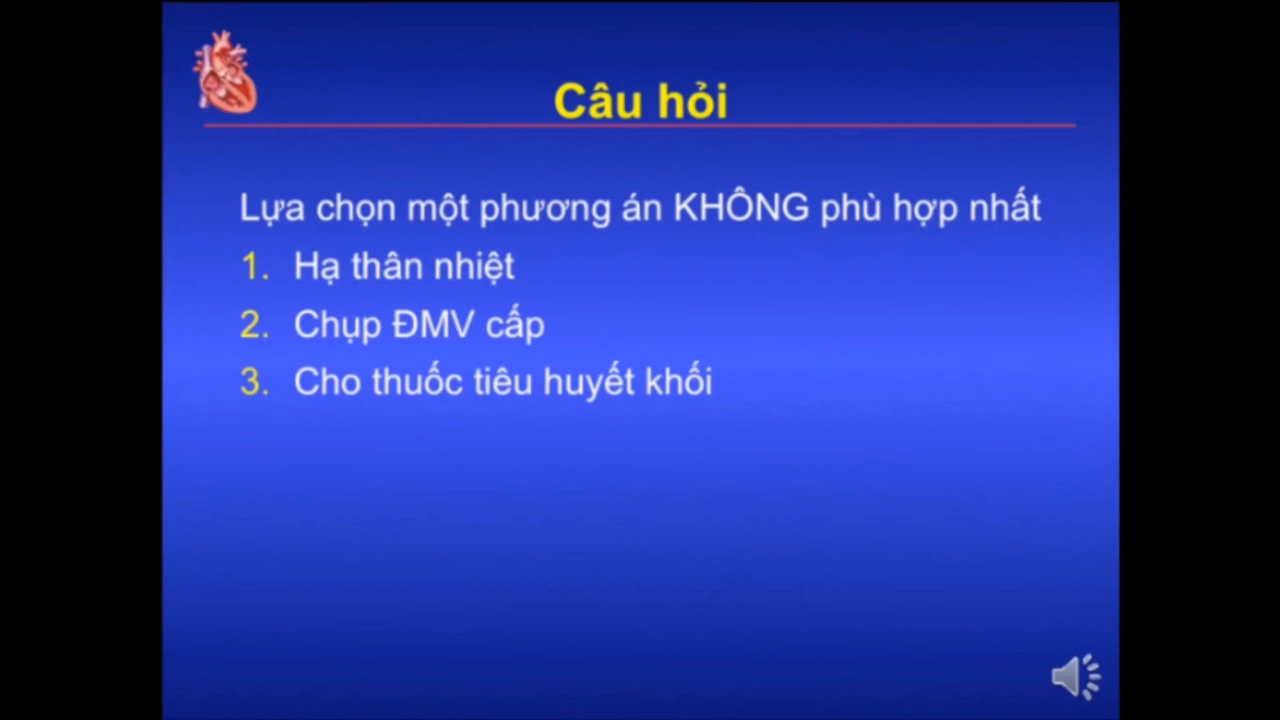 Câu hỏi
Lựa chọn một phương án KHÔNG phù hợp nhất
1. Hạ thân nhiệt
2. Chụp ĐMV cấp
3. Cho thuốc tiêu huyết khối